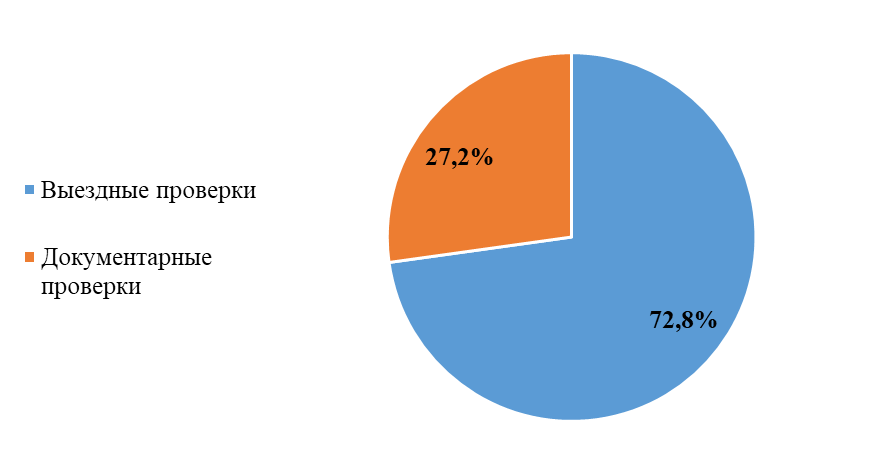 27,2%
Выездные проверки
Документарные
проверки
72,8%